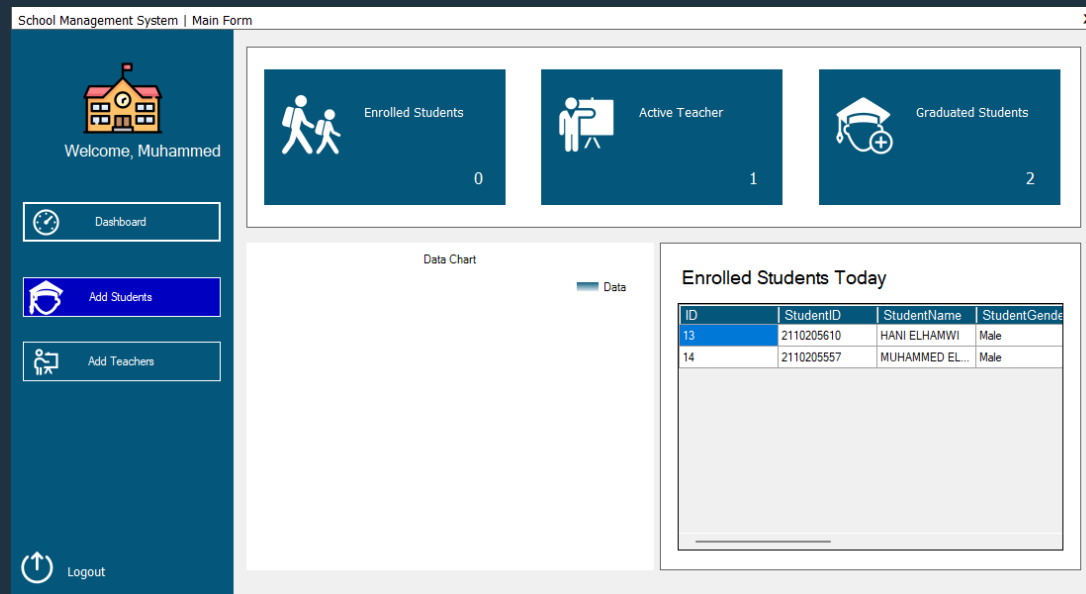 School Management System | Main Form
Welcome, Muhammed
Dashboard
Add Students
Add Teachers
Logout
Enrolled Students
0
Active Teacher
1
Graduated Students
2
Data Chart
Data
Enrolled Students Today
ID StudentID StudentName StudentGende
13 2110205610 HANI ELHAMWI Male
14 2110205557 MUHAMMED EL... Male